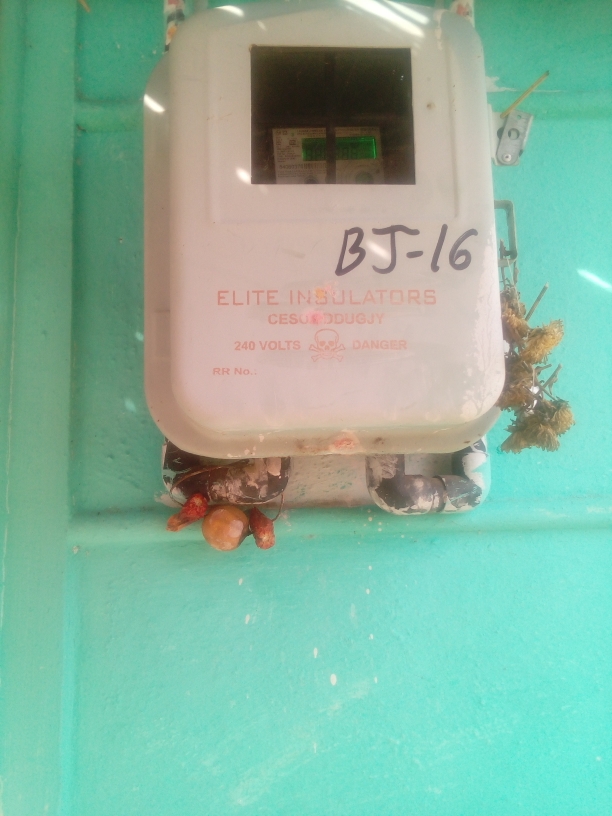 BJ-16
ELITE INSULATORS
240 VOLTS DANGER
RR No.: